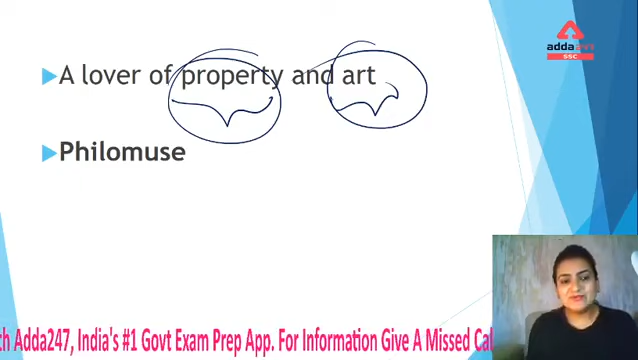 adda247
SSC
A lover of property and art
Philomuse
th Adda247, India's #1 Govt Exam Prep App. For Information Give A Missed Cal